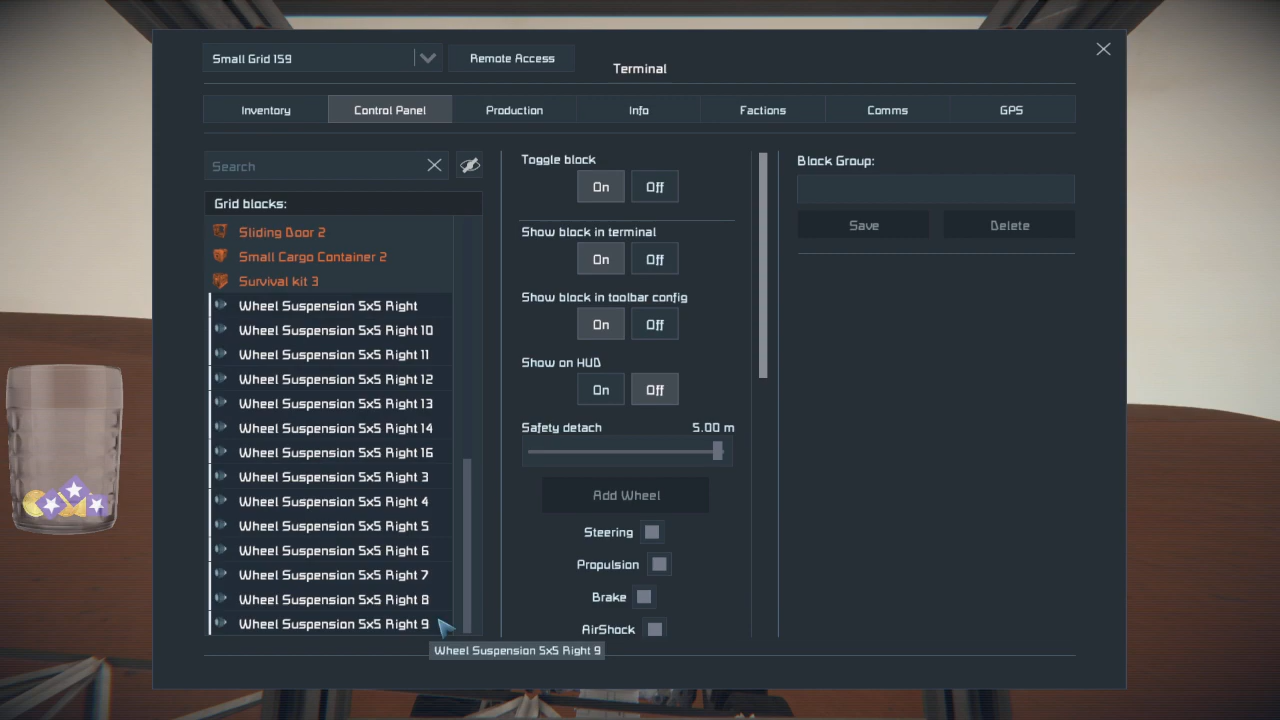 Small Grid 159
Remote Access
Terminal
Inventory
Control Panel
Production
Info
Factions
Comms
GPS
Search
Grid blocks:
Sliding Door 2
Small Cargo Container 2
Survival kit 3
Wheel Suspension 5x5 Right
Wheel Suspension 5x5 Right 10
Wheel Suspension 5x5 Right 11
Wheel Suspension 5x5 Right 12
Wheel Suspension 5x5 Right 13
Wheel Suspension 5x5 Right 14
Wheel Suspension 5x5 Right 16
Wheel Suspension 5x5 Right 3
Wheel Suspension 5x5 Right 4
Wheel Suspension 5x5 Right 5
Wheel Suspension 5x5 Right 6
Wheel Suspension 5x5 Right 7
Wheel Suspension 5x5 Right 8
Wheel Suspension 5x5 Right 9
Wheel Suspension 5x5 Right 9
Toggle block
On Off
Show block in terminal
On Off
Show block in toolbar config
On Off
Show on HUD
On Off
Safety detach 5.00 m
Add Wheel
Steering
Propulsion
Brake
AirShock
Block Group:
Save
Delete